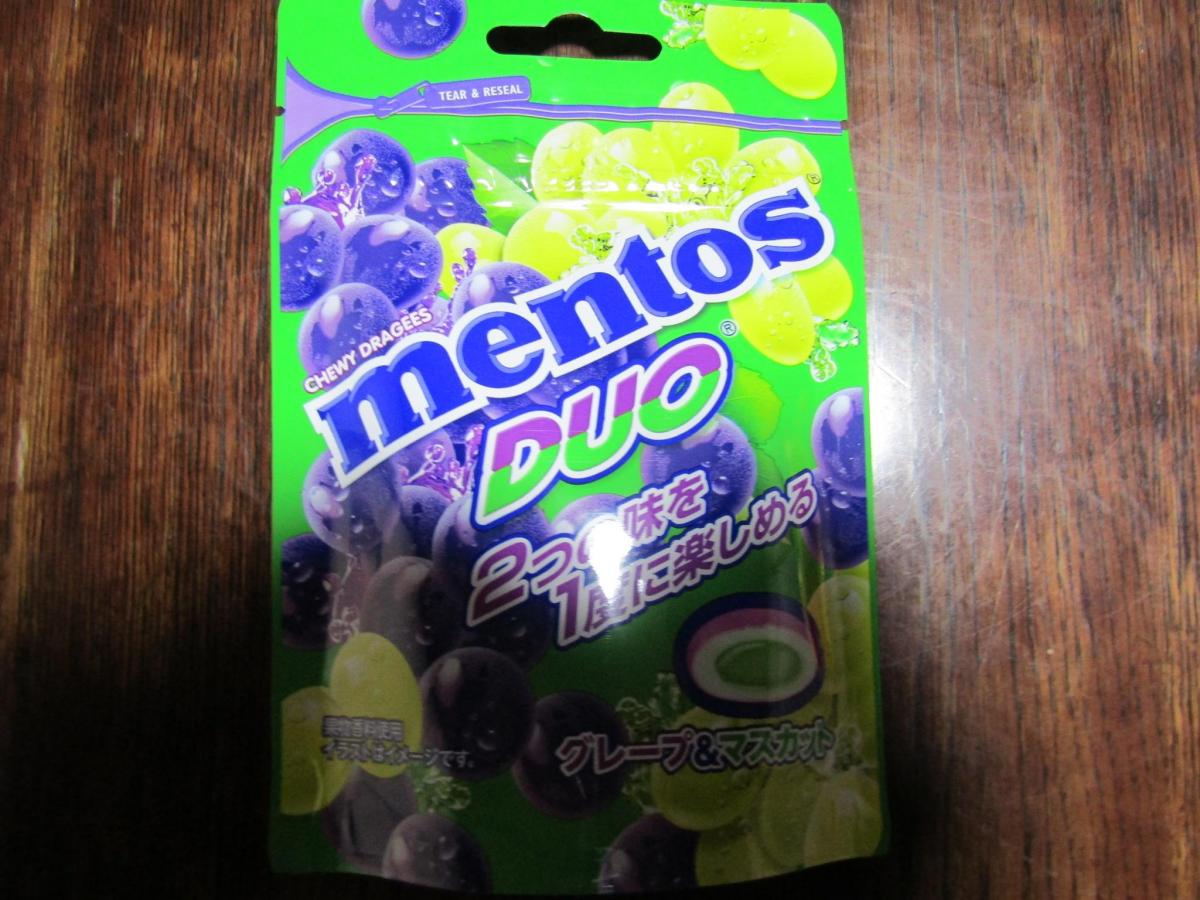 TEAR & RESEAL
CHEWY DRAGEES
mentos®
DUO®
2つの味を
1度に楽しめる
果物香料使用
イラストはイメージです。
グレープ&マスカット